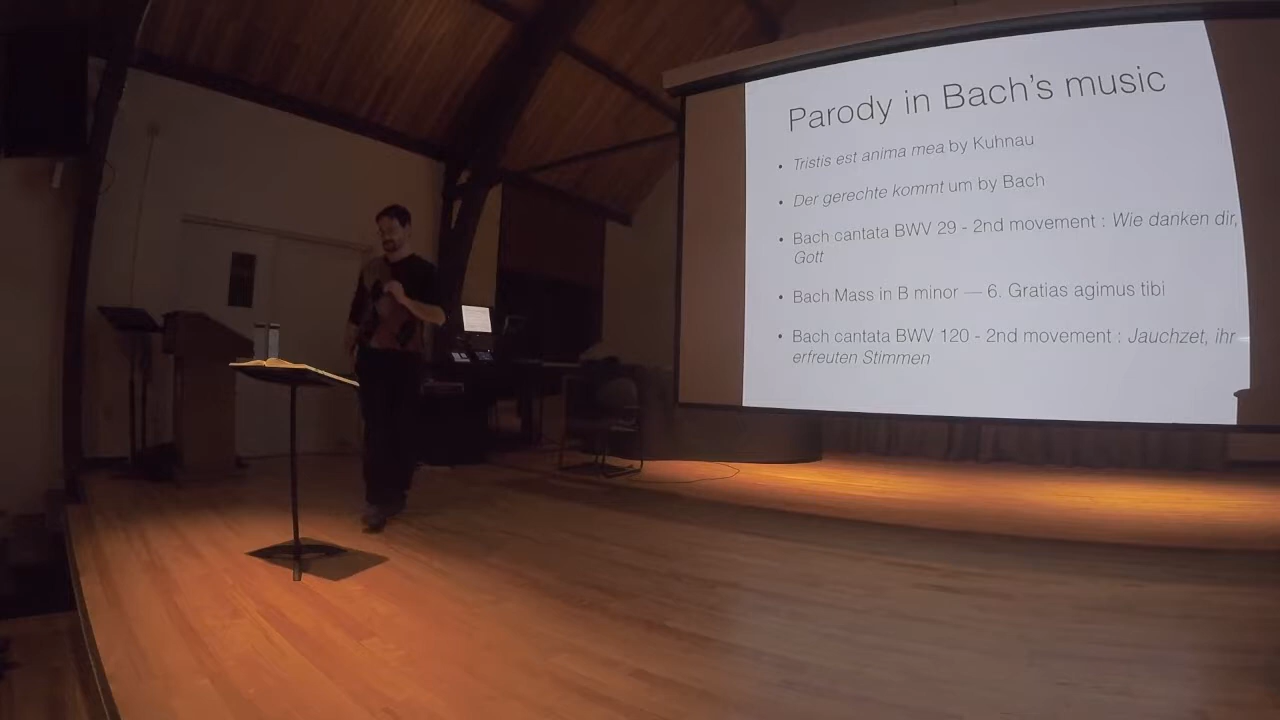 Parody in Bach's music
• Tristis est anima mea by Kuhnau
• Der gerechte kommt um by Bach
• Bach cantata BWV 29 - 2nd movement : Wie danken dir,
Gott
• Bach Mass in B minor — 6. Gratias agimus tibi
• Bach cantata BWV 120 - 2nd movement : Jauchzet, ihr
erfreuten Stimmen